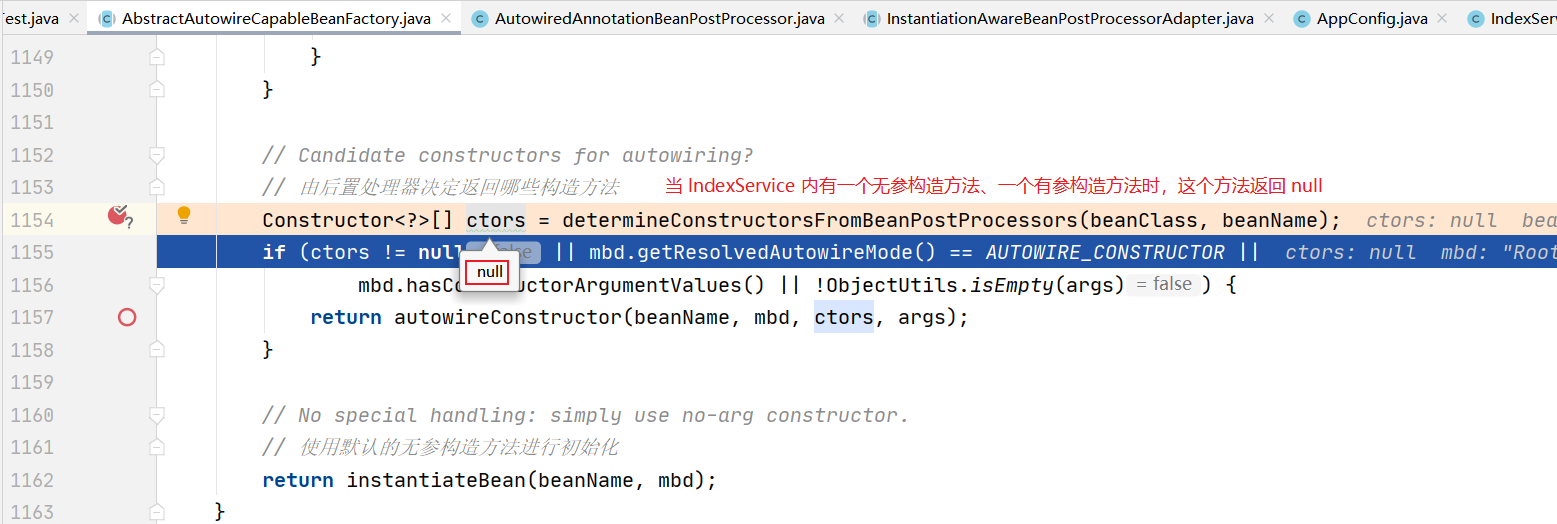 Test.java AbstractAutowireCapableBeanFactory.java AutowiredAnnotationBeanPostProcessor.java InstantiationAwareBeanPostProcessorAdapter.java AppConfig.java IndexServ
1149 }
1150 }
1151
1152 // Candidate constructors for autowiring?
1153 // 由后置处理器决定返回哪些构造方法 当 IndexService 内有一个无参构造方法、一个有参构造方法时，这个方法返回 null
1154 Constructor<?>[] ctors = determineConstructorsFromBeanPostProcessors(beanClass, beanName); ctors: null bea
1155 if (ctors != null || mbd.getResolvedAutowireMode() == AUTOWIRE_CONSTRUCTOR || ctors: null mbd: "Root
null
1156 mbd.hasCo uctorArgumentValues() || !ObjectUtils.isEmpty(args) = false ) {
1157 return autowireConstructor(beanName, mbd, ctors, args);
1158 }
1159
1160 // No special handling: simply use no-arg constructor.
1161 // 使用默认的无参构造方法进行初始化
1162 return instantiateBean(beanName, mbd);
1163 }